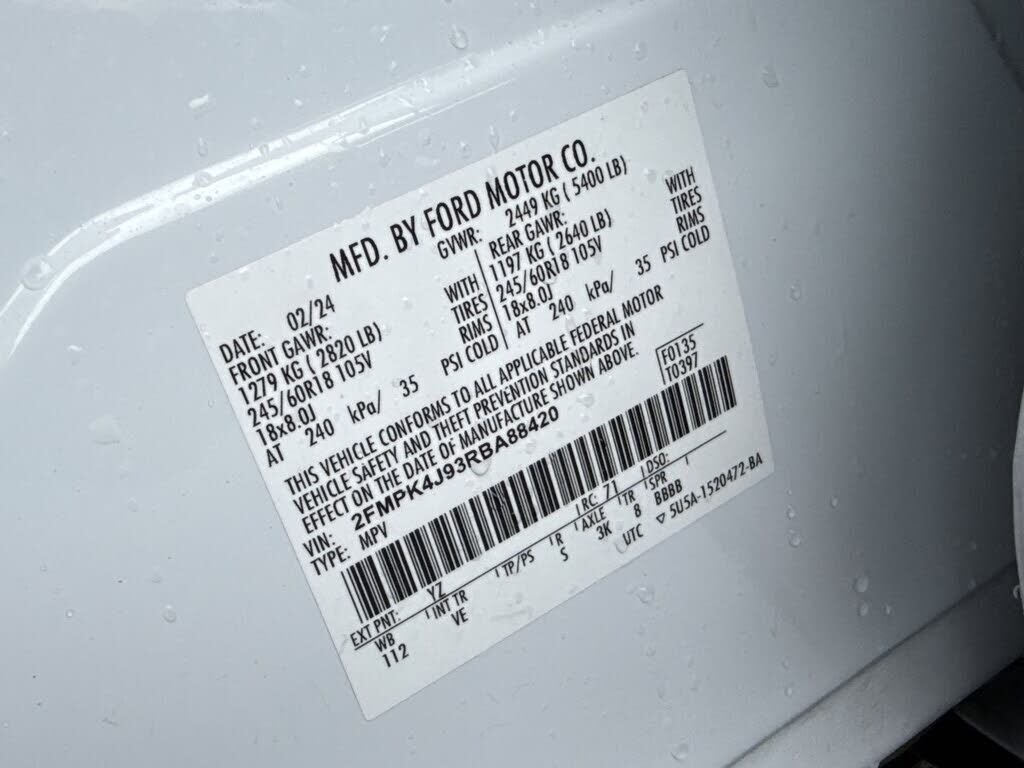 MFD. BY FORD MOTOR CO.
DATE: 02/24 GVWR: 2449 KG ( 5400 LB)
FRONT GAWR: REAR GAWR:
1279 KG ( 2820 LB) WITH 1197 KG ( 2640 LB) WITH
245/60R18 105V TIRES 245/60R18 105V TIRES
18x8.0J RIMS 18x8.0J RIMS
AT 240 kPa/ 35 PSI COLD AT 240 kPa/ 35 PSI COLD
THIS VEHICLE CONFORMS TO ALL APPLICABLE FEDERAL MOTOR
VEHICLE SAFETY AND THEFT PREVENTION STANDARDS IN
EFFECT ON THE DATE OF MANUFACTURE SHOWN ABOVE.
VIN: 2FMPK4J93RBA88420 F0135
TYPE: MPV T0397
EXT PNT: YZ RC: 71 DSO:
WB INT TR TP/PS R AXLE TR SPR
112 VE S 3K 8 BBBB
UTC ▽ 5U5A-1520472-BA